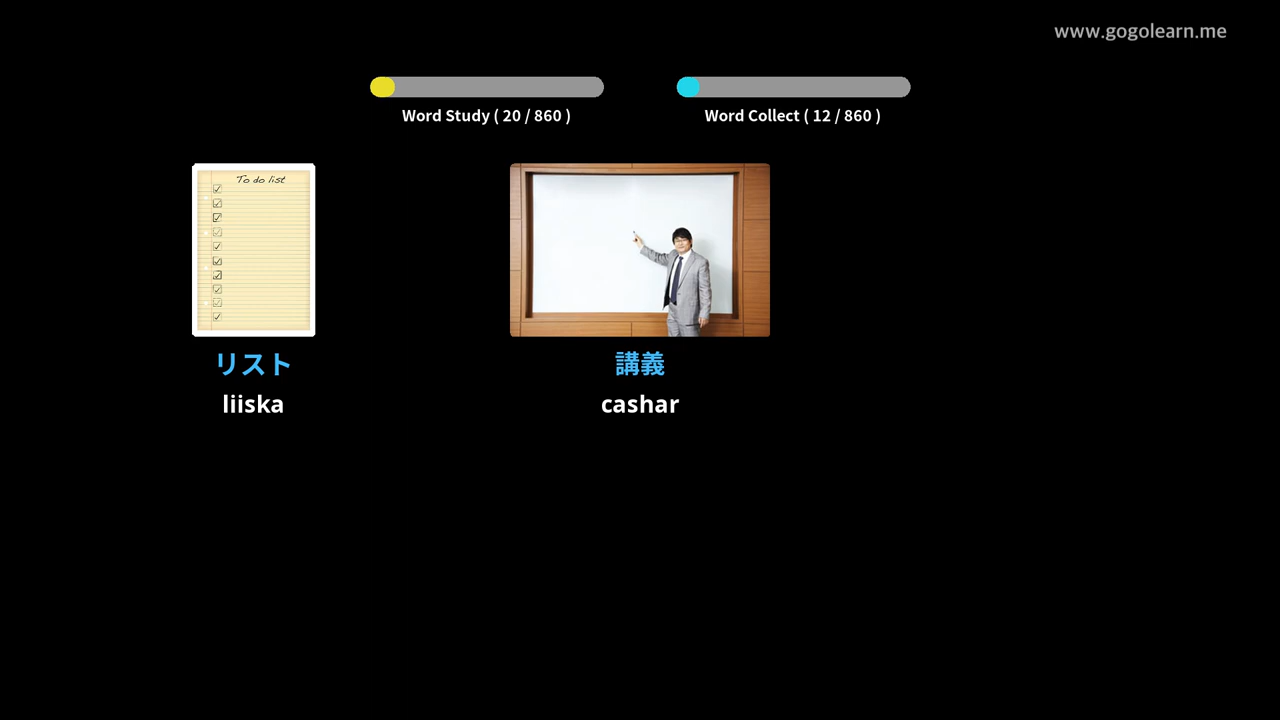 www.gogolearn.me
Word Study ( 20 / 860 )
Word Collect ( 12 / 860 )
To do list
リスト
講義
liiska
cashar